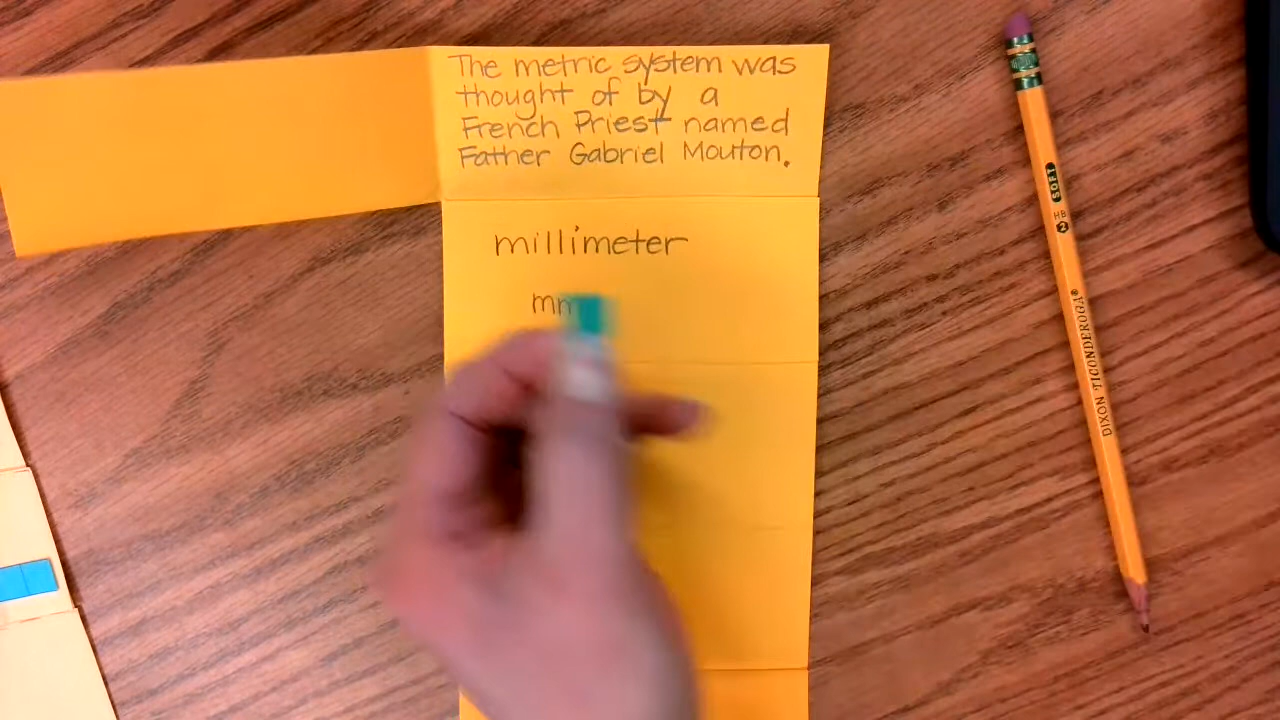 The metric system was
thought of by a
French Priest named
Father Gabriel Mouton.
millimeter
SOFT
HB
2
DIXON TICONDEROGA®